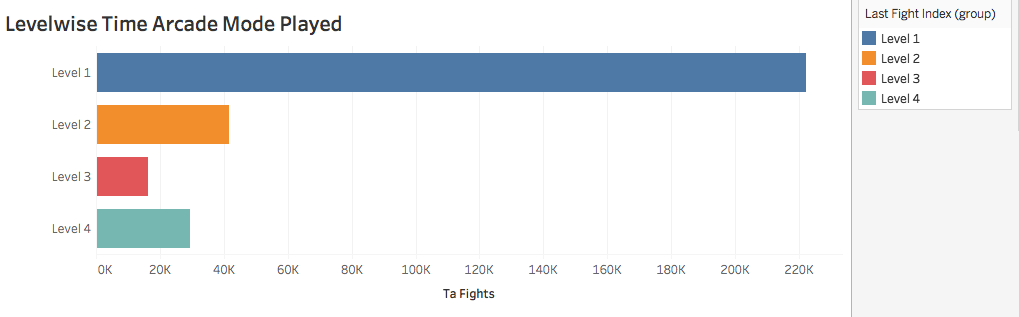 Levelwise Time Arcade Mode Played
Level 1
Level 2
Level 3
Level 4
0K 20K 40K 60K 80K 100K 120K 140K 160K 180K 200K 220K
Ta Fights
Last Fight Index (group)
Level 1
Level 2
Level 3
Level 4